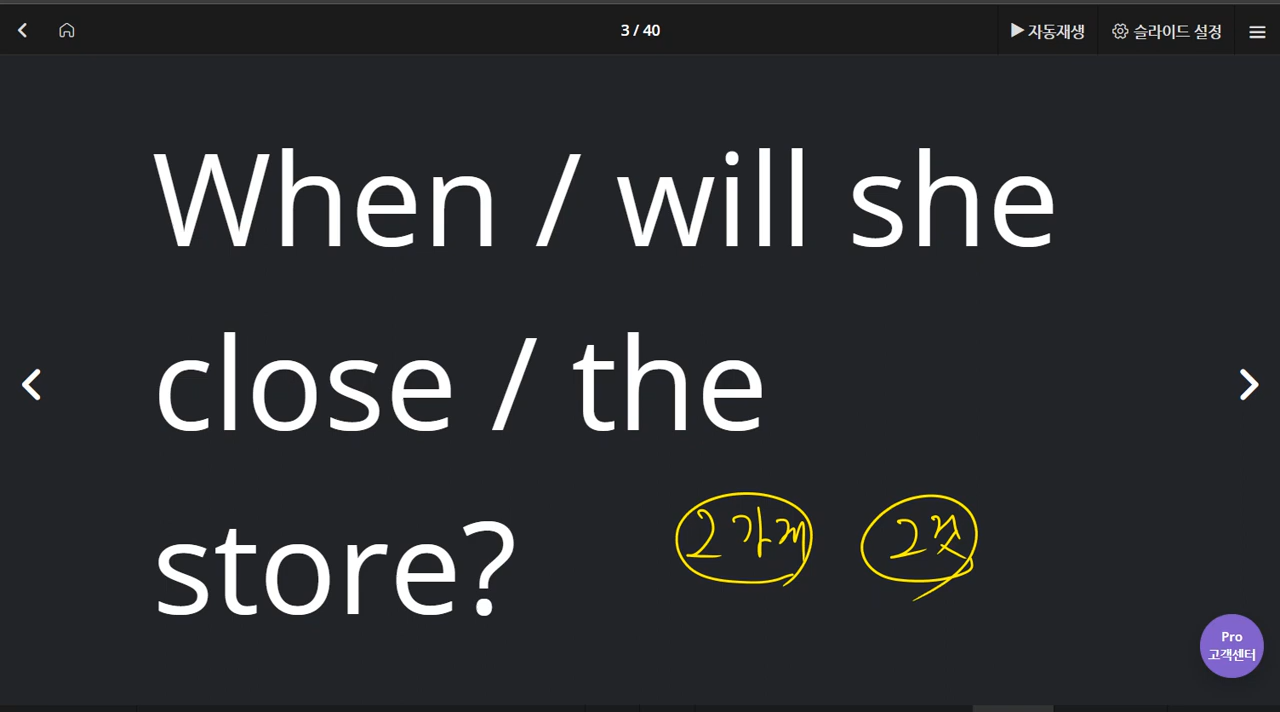 3 / 40
▶ 자동재생
슬라이드 설정
When / will she
close / the
store?
그 가게
그것
Pro
고객센터